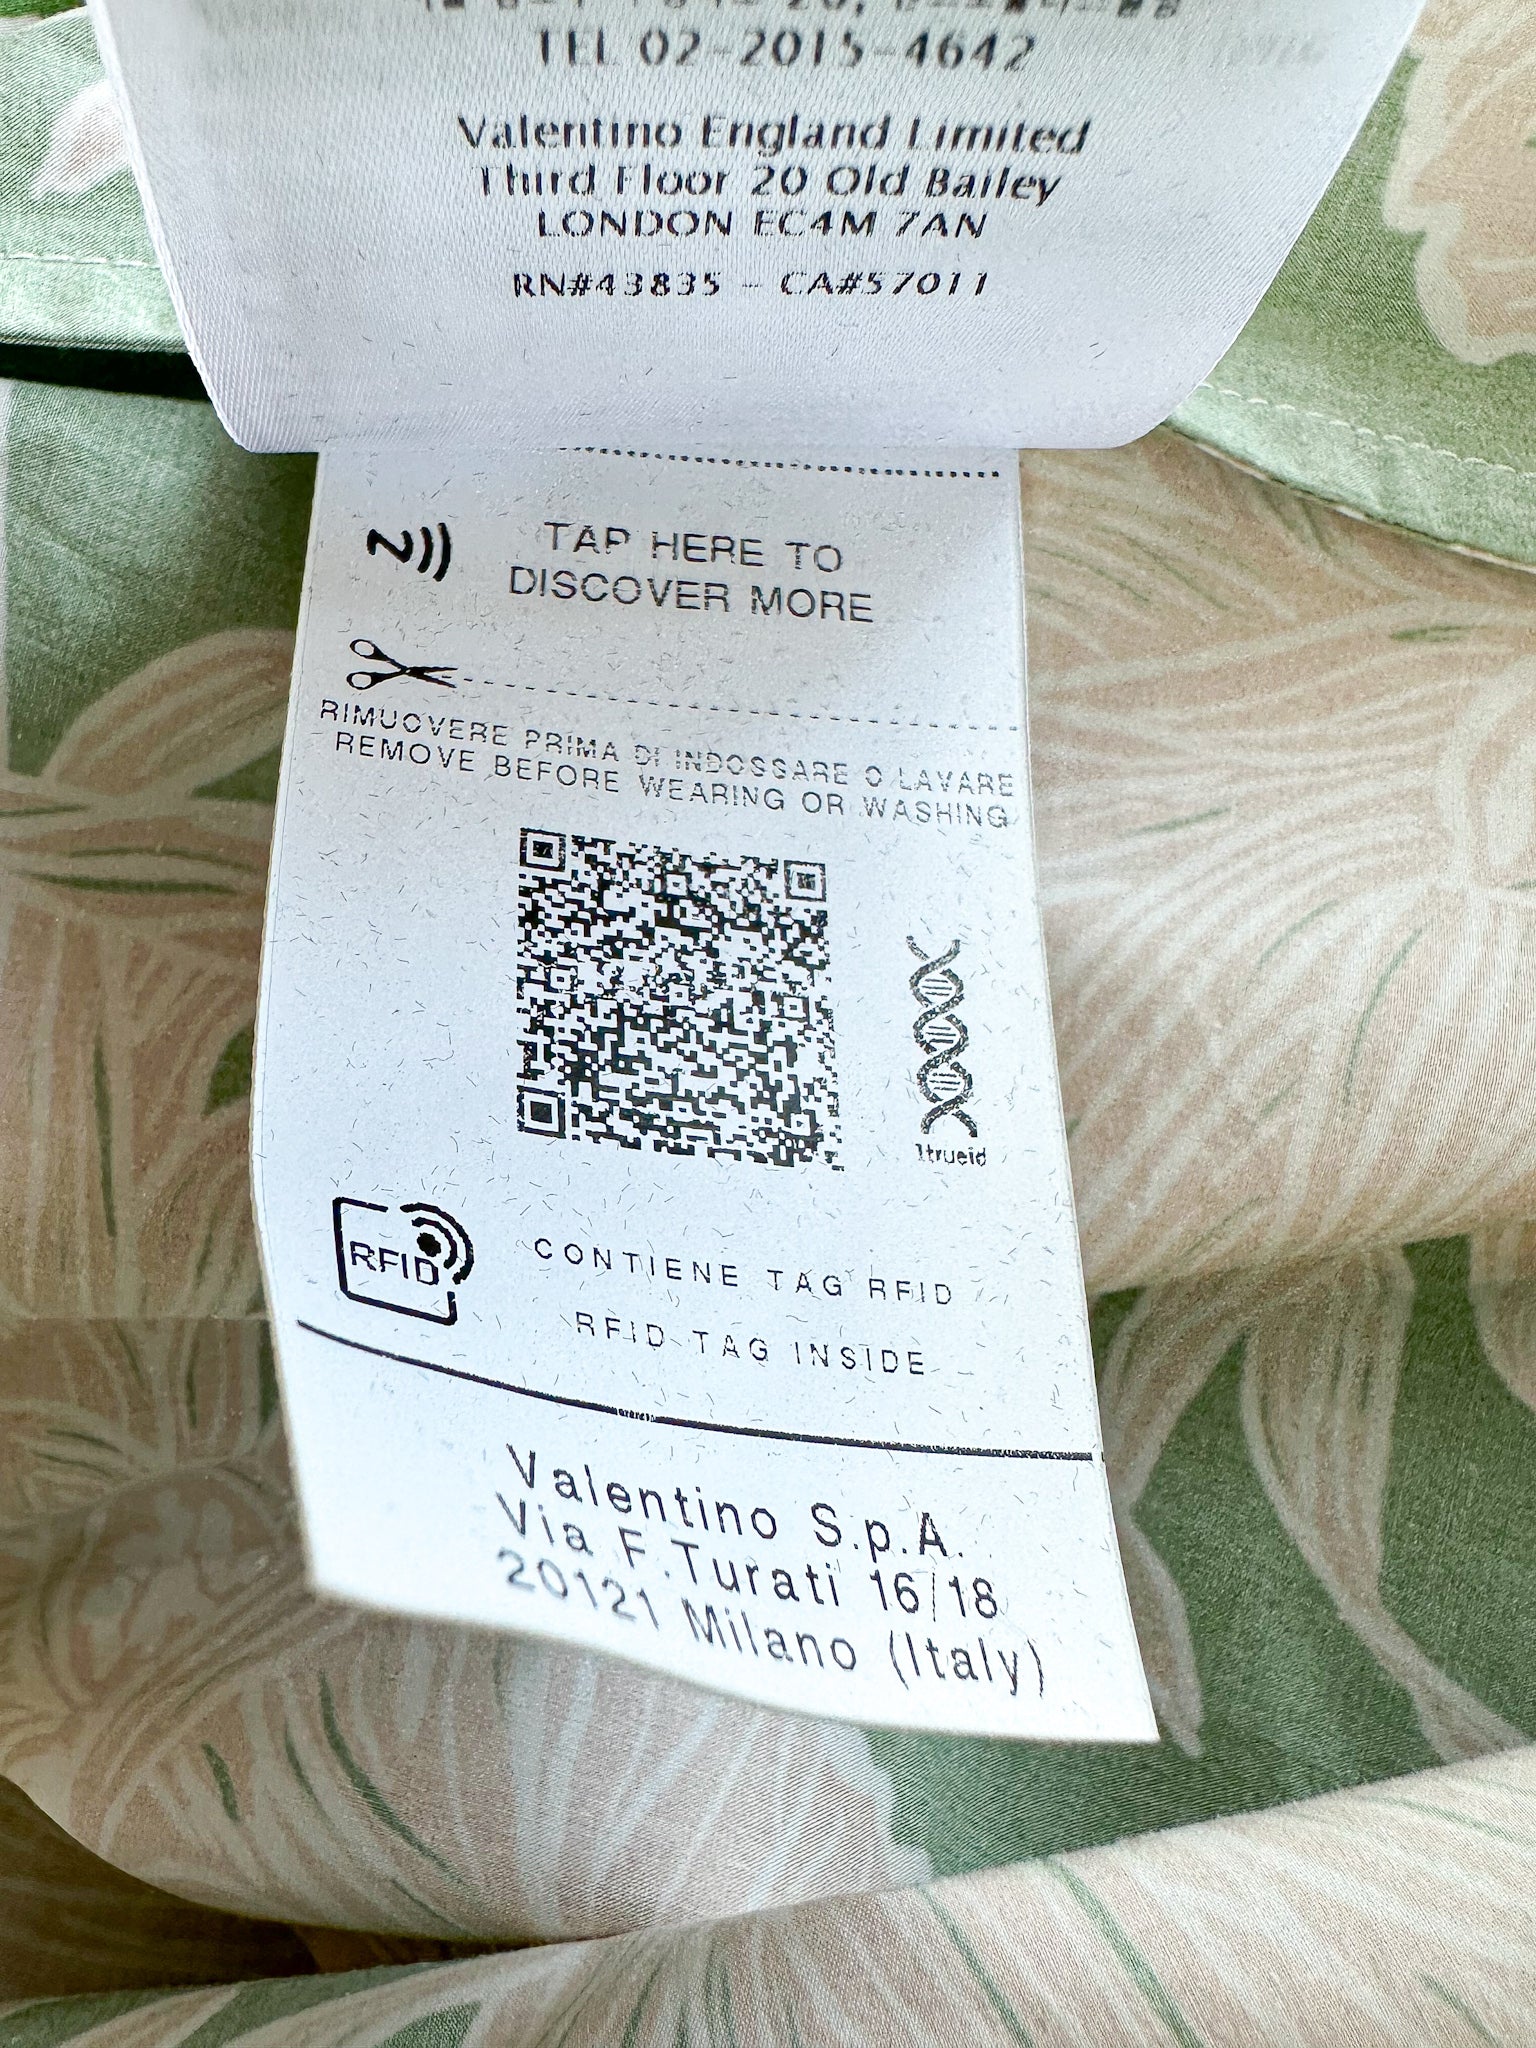 TEL 02-2015-4642
Valentino England Limited
Third Floor 20 Old Bailey
LONDON EC4M 7AN
RN#43835 - CA#57011
TAP HERE TO
DISCOVER MORE
RIMUOVERE PRIMA DI INDOSSARE O LAVARE
REMOVE BEFORE WEARING OR WASHING
1trueid
RFID
CONTIENE TAG RFID
RFID TAG INSIDE
Valentino S.p.A.
Via F.Turati 16/18
20121 Milano (Italy)